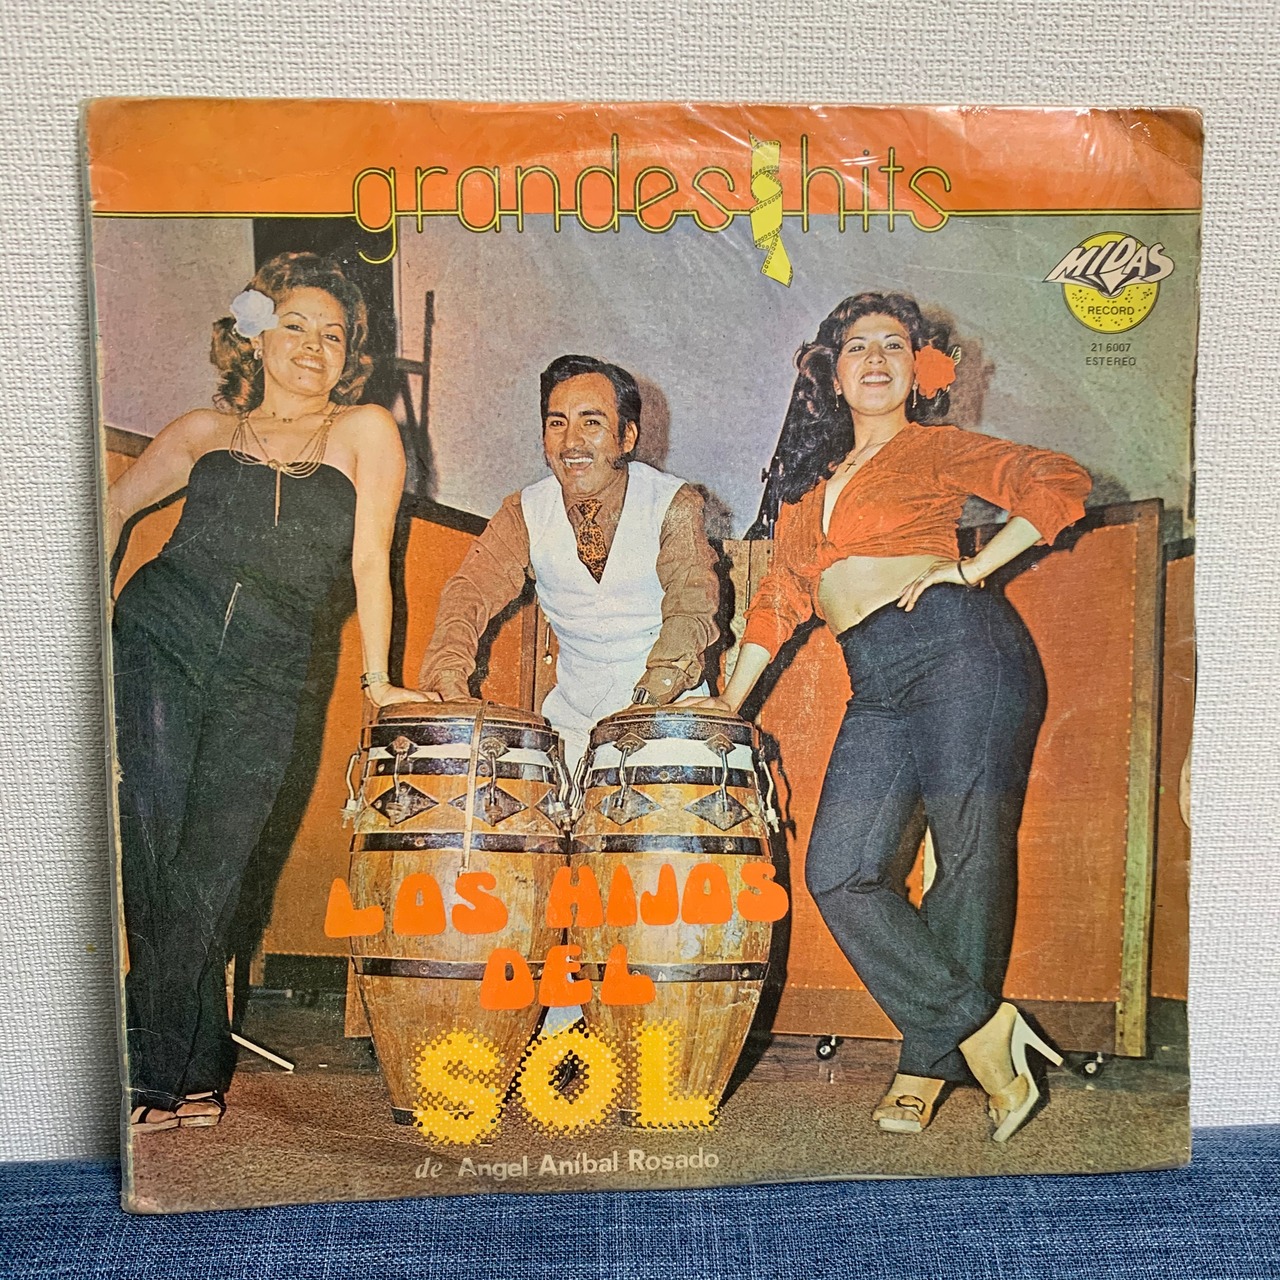 grandes hits
MIDAS
RECORD
21 6007
ESTEREO
LOS HIJOS
DEL
SOL
de Angel Aníbal Rosado